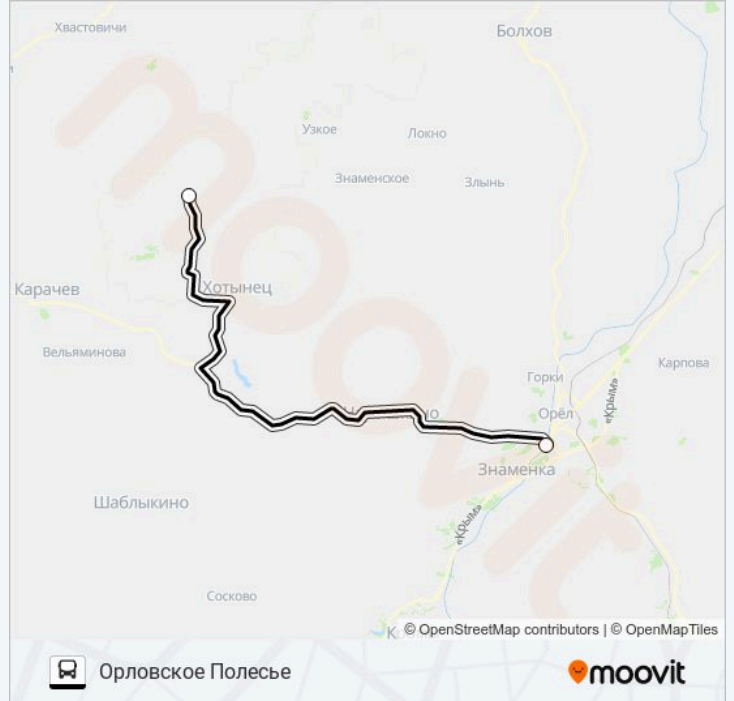 Хвастовичи
Болхов
Узкое
Локно
Знаменское
Злынь
Хотынец
Карачев
Вельяминова
Карпова
Горки
Орёл
«Крым»
Знаменка
Шаблыкино
«Крым»
Сосково
© OpenStreetMap contributors | © OpenMapTiles
Орловское Полесье
moovit
moovit